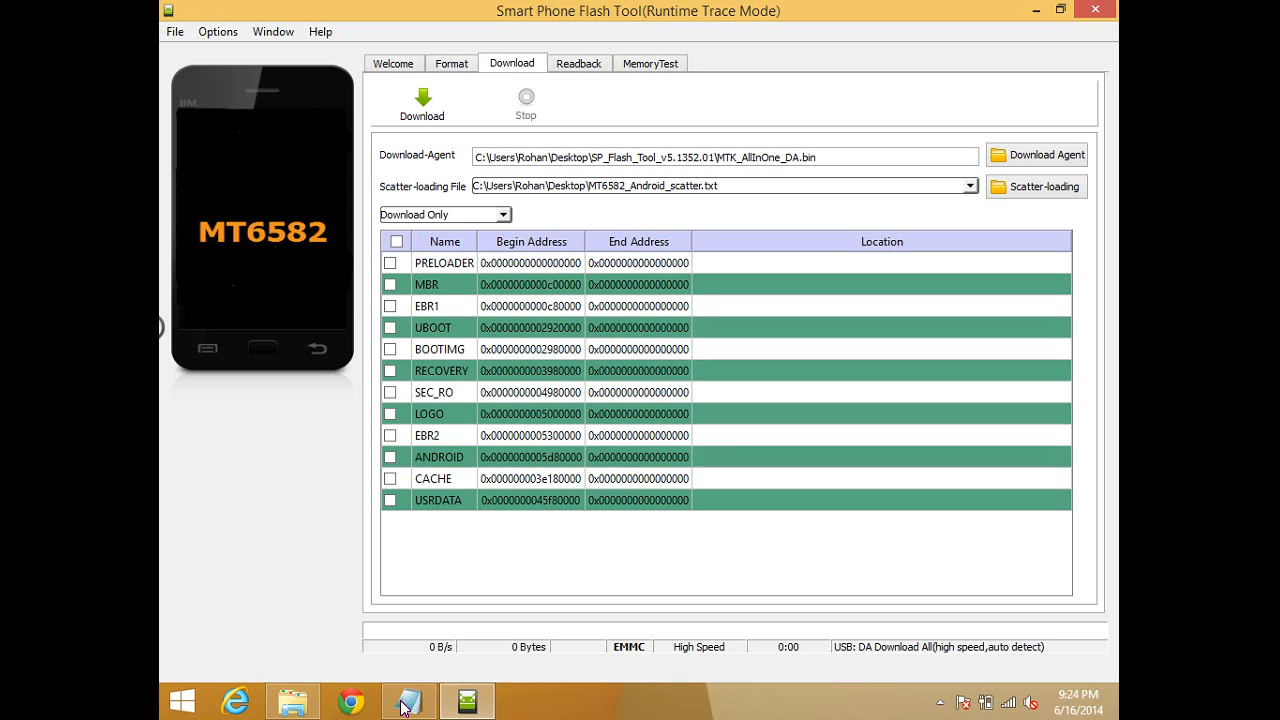 Smart Phone Flash Tool(Runtime Trace Mode)
File Options Window Help
Welcome Format Download Readback MemoryTest
BM
Download Stop
Download-Agent C:\Users\Rohan\Desktop\SP_Flash_Tool_v5.1352.01\MTK_AllInOne_DA.bin Download Agent
Scatter-loading File C:\Users\Rohan\Desktop\MT6582_Android_scatter.txt Scatter-loading
Download Only
MT6582
Name Begin Address End Address Location
PRELOADER 0x0000000000000000 0x0000000000000000
MBR 0x0000000000c00000 0x0000000000000000
EBR1 0x0000000000c80000 0x0000000000000000
UBOOT 0x0000000002920000 0x0000000000000000
BOOTIMG 0x0000000002980000 0x0000000000000000
RECOVERY 0x0000000003980000 0x0000000000000000
SEC_RO 0x0000000004980000 0x0000000000000000
LOGO 0x0000000005000000 0x0000000000000000
EBR2 0x0000000005300000 0x0000000000000000
ANDROID 0x0000000005d80000 0x0000000000000000
CACHE 0x000000003e180000 0x0000000000000000
USRDATA 0x0000000045f80000 0x0000000000000000
0 B/s 0 Bytes EMMC High Speed 0:00 USB: DA Download All(high speed,auto detect)
9:24 PM
6/16/2014